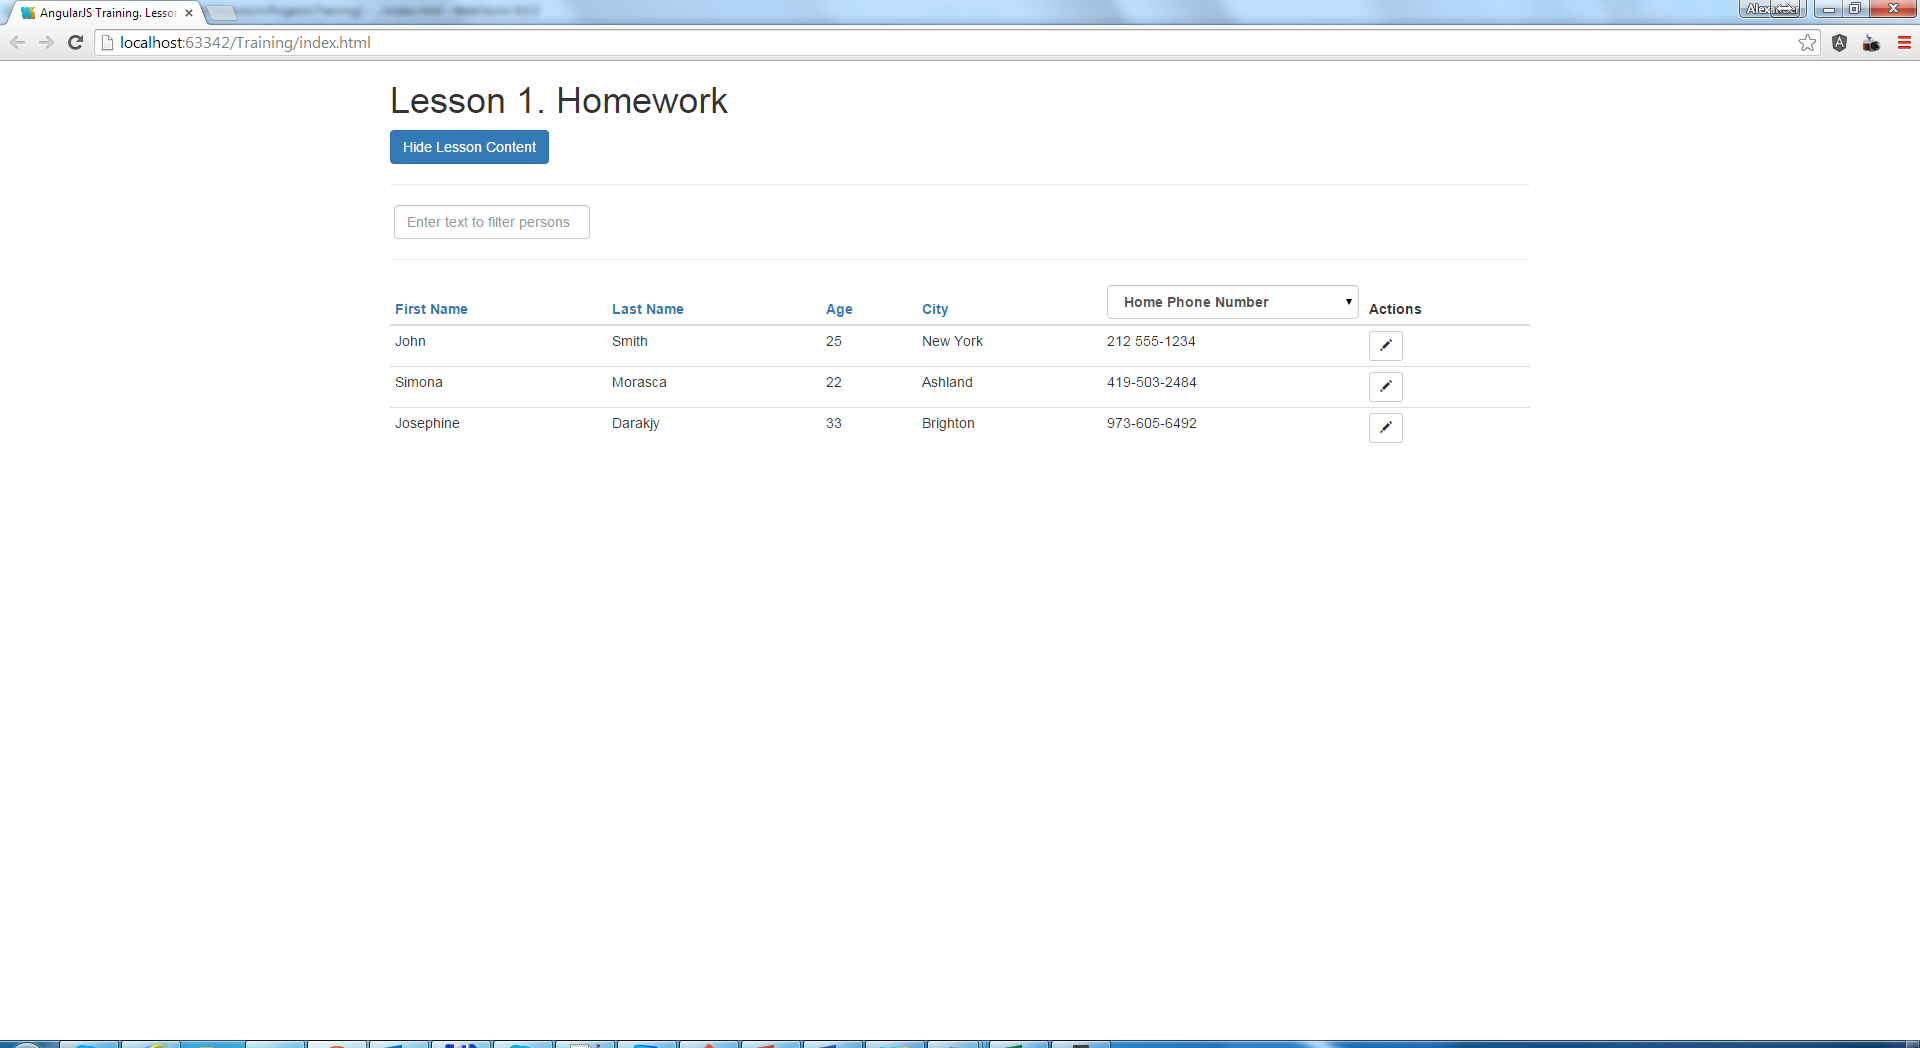 AngularJS Training. Lesso
localhost:63342/Training/index.html
Lesson 1. Homework
Hide Lesson Content
Enter text to filter persons
First Name Last Name Age City Home Phone Number Actions
John Smith 25 New York 212 555-1234
Simona Morasca 22 Ashland 419-503-2484
Josephine Darakjy 33 Brighton 973-605-6492